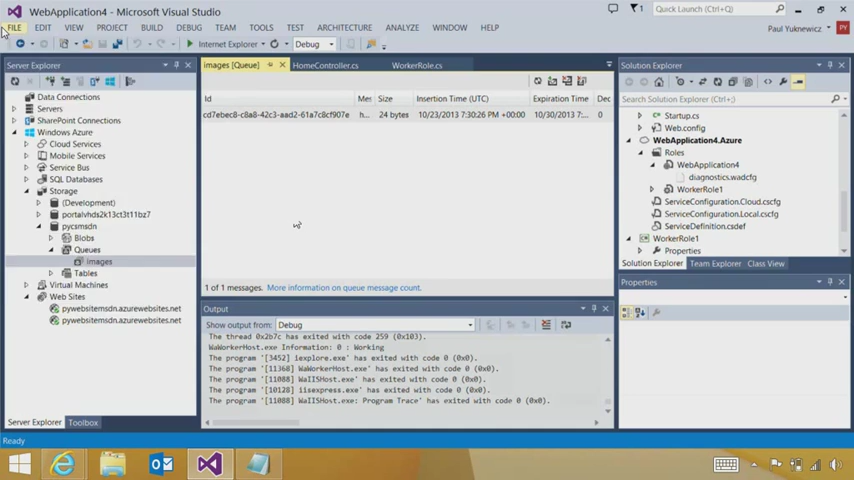 WebApplication4 - Microsoft Visual Studio
1
Quick Launch (Ctrl+Q)
FILE EDIT VIEW PROJECT BUILD DEBUG TEAM TOOLS TEST ARCHITECTURE ANALYZE WINDOW HELP
Paul Yuknewicz PY
Internet Explorer
Debug
Server Explorer
Data Connections
Servers
SharePoint Connections
Windows Azure
Cloud Services
Mobile Services
Service Bus
SQL Databases
Storage
(Development)
portalvhds2k13ct3t11bz7
pycsmsdn
Blobs
Queues
images
Tables
Virtual Machines
Web Sites
pywebsitemsdn.azurewebsites.net
pywebsitemsdn.azurewebsites.net
Server Explorer Toolbox
images [Queue] HomeController.cs WorkerRole.cs
Id Mes Size Insertion Time (UTC) Expiration Time Dec
cd7ebec8-c8a8-42c3-aad2-61a7c8cf907e h... 24 bytes 10/23/2013 7:30:26 PM +00:00 10/30/2013 7:... 0
1 of 1 messages. More information on queue message count.
Output
Show output from: Debug
The thread 0x2b7c has exited with code 259 (0x103).
WaWorkerHost.exe Information: 0 : Working
The program '[3452] iexplore.exe' has exited with code 0 (0x0).
The program '[11368] WaWorkerHost.exe' has exited with code 0 (0x0).
The program '[11088] WaIISHost.exe' has exited with code 0 (0x0).
The program '[10128] iisexpress.exe' has exited with code 0 (0x0).
The program '[11088] WaIISHost.exe: Program Trace' has exited with code 0 (0x0).
Solution Explorer
Search Solution Explorer (Ctrl+;)
Startup.cs
Web.config
WebApplication4.Azure
Roles
WebApplication4
diagnostics.wadcfg
WorkerRole1
ServiceConfiguration.Cloud.cscfg
ServiceConfiguration.Local.cscfg
ServiceDefinition.csdef
WorkerRole1
Properties
Solution Explorer Team Explorer Class View
Properties
Ready